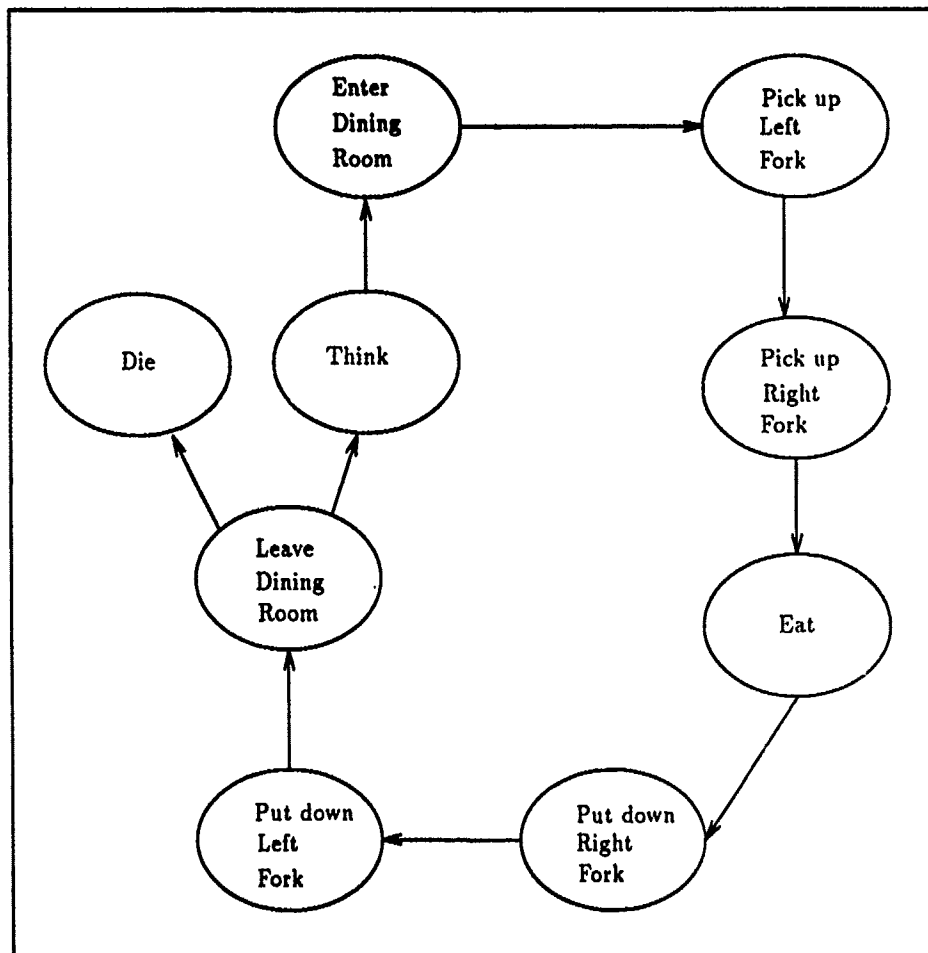 Enter
Dining
Room
Pick up
Left
Fork
Die
Think
Pick up
Right
Fork
Leave
Dining
Room
Eat
Put down
Left
Fork
Put down
Right
Fork